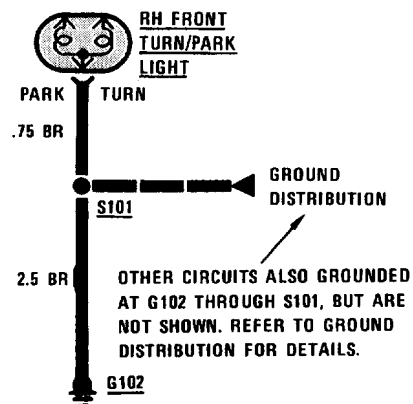 RH FRONT
TURN/PARK
LIGHT
PARK TURN
.75 BR
GROUND
DISTRIBUTION
S101
2.5 BR
OTHER CIRCUITS ALSO GROUNDED
AT G102 THROUGH S101, BUT ARE
NOT SHOWN. REFER TO GROUND
DISTRIBUTION FOR DETAILS.
G102